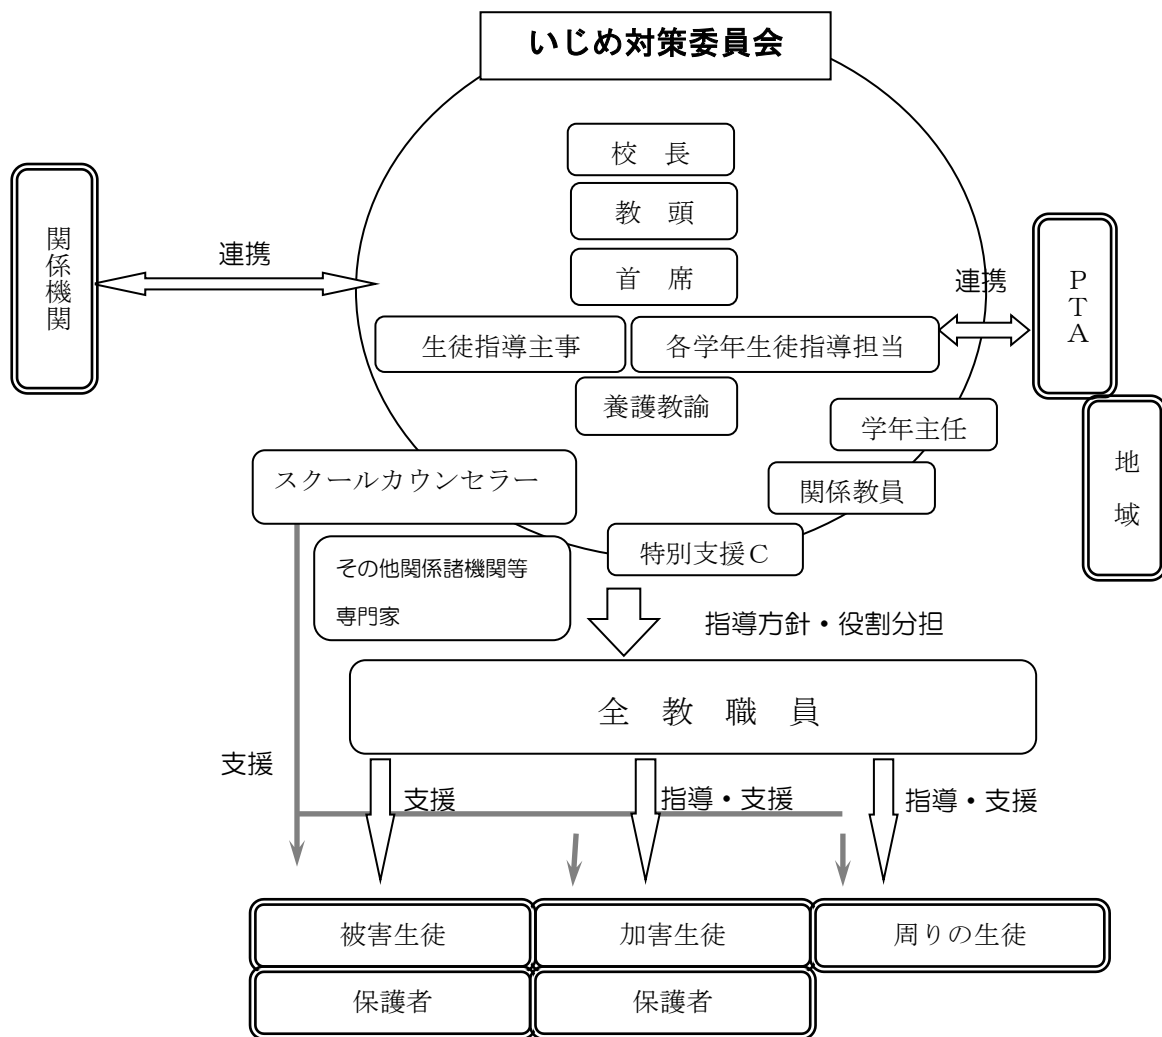 いじめ対策委員会
校　長
教　頭
首　席
関係機関
連携
連携
PTA
生徒指導主事
各学年生徒指導担当
養護教諭
学年主任
地域
スクールカウンセラー
関係教員
特別支援C
その他関係諸機関等
専門家
指導方針・役割分担
全　教　職　員
支援
支援
指導・支援
指導・支援
被害生徒
加害生徒
周りの生徒
保護者
保護者